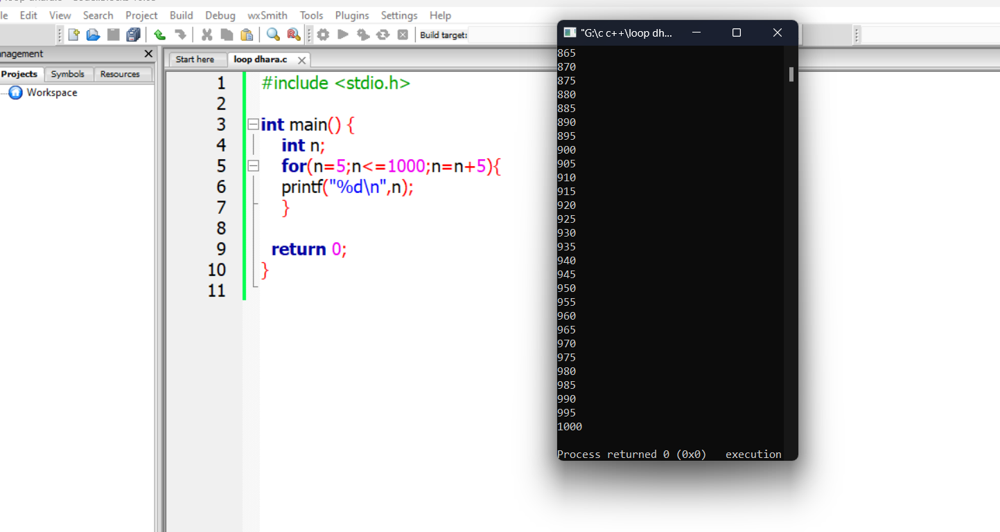 Edit View Search Project Build Debug wxSmith Tools Plugins Settings Help
Build target:
Projects Symbols Resources
Workspace
Start here loop dhara.c
1 #include <stdio.h>
2
3 int main() {
4 int n;
5 for(n=5;n<=1000;n=n+5){
6 printf("%d\n",n);
7 }
8
9 return 0;
10 }
11
"G:\c c++\loop dh...
865
870
875
880
885
890
895
900
905
910
915
920
925
930
935
940
945
950
955
960
965
970
975
980
985
990
995
1000
Process returned 0 (0x0) execution